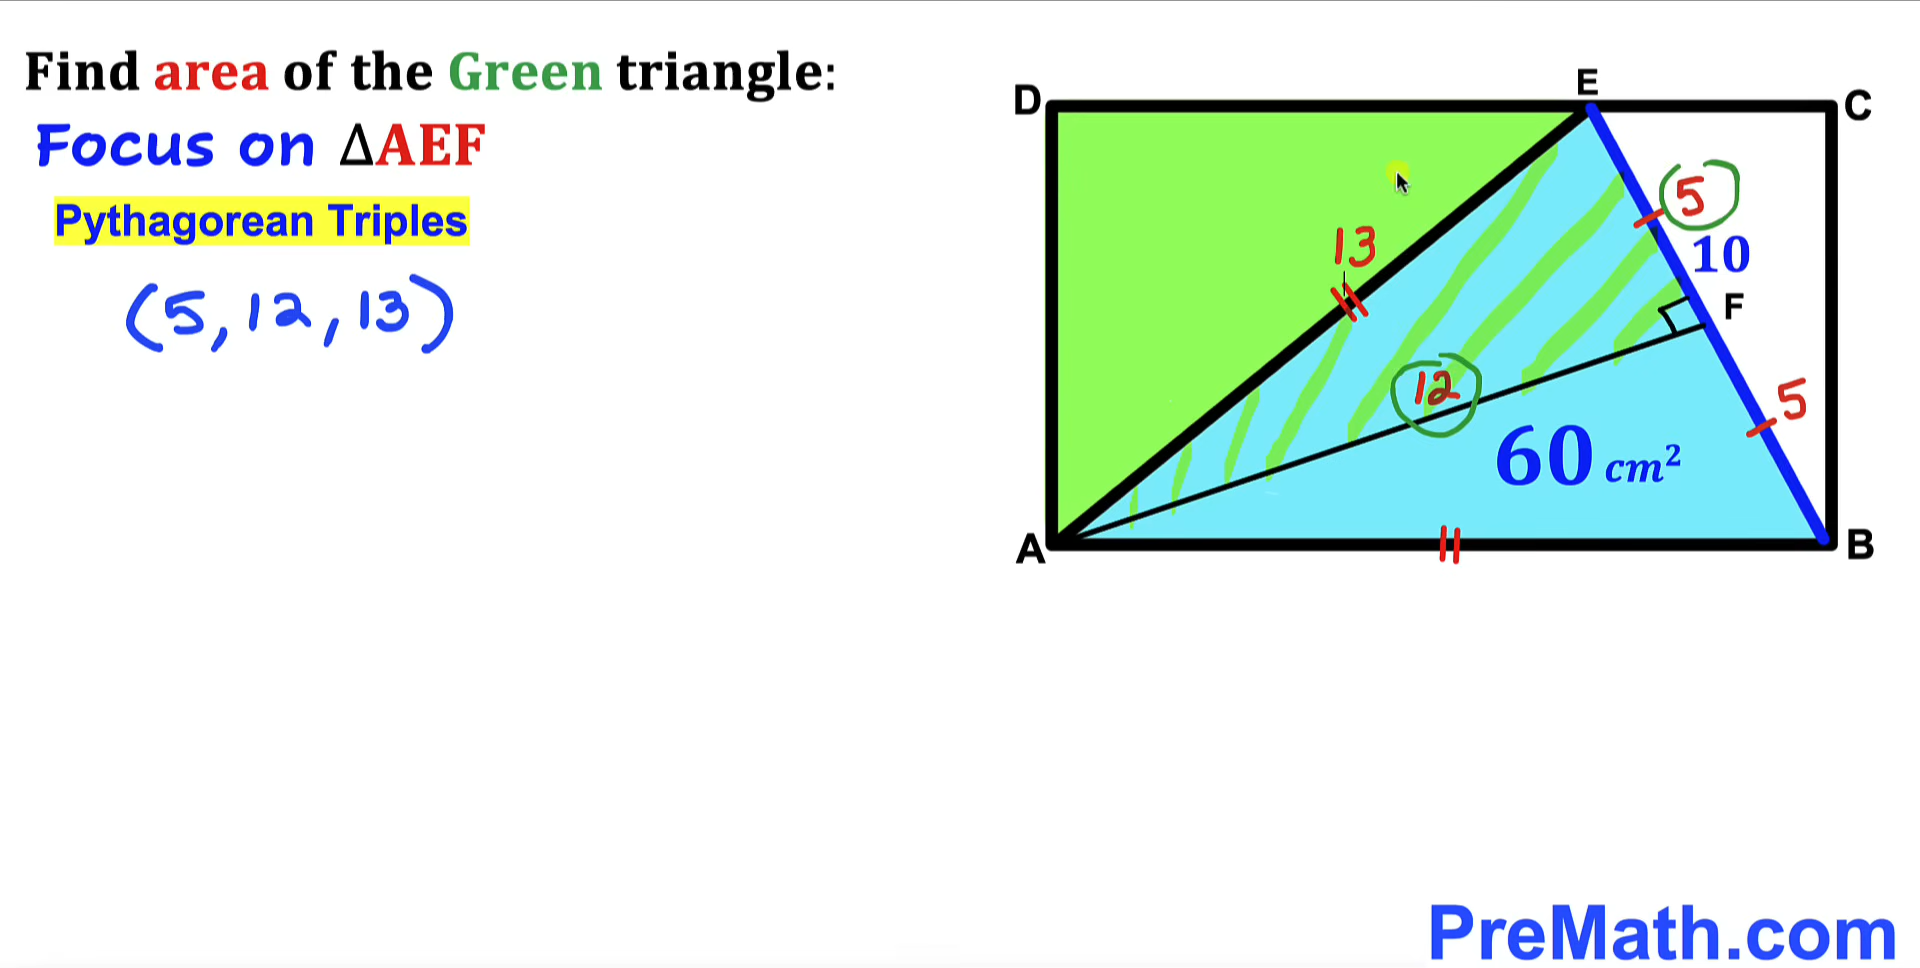 Find area of the Green triangle:
Focus on ΔAEF
Pythagorean Triples
(5, 12, 13)
D
E
C
5
13
10
F
12
5
60 cm²
A
B
PreMath.com